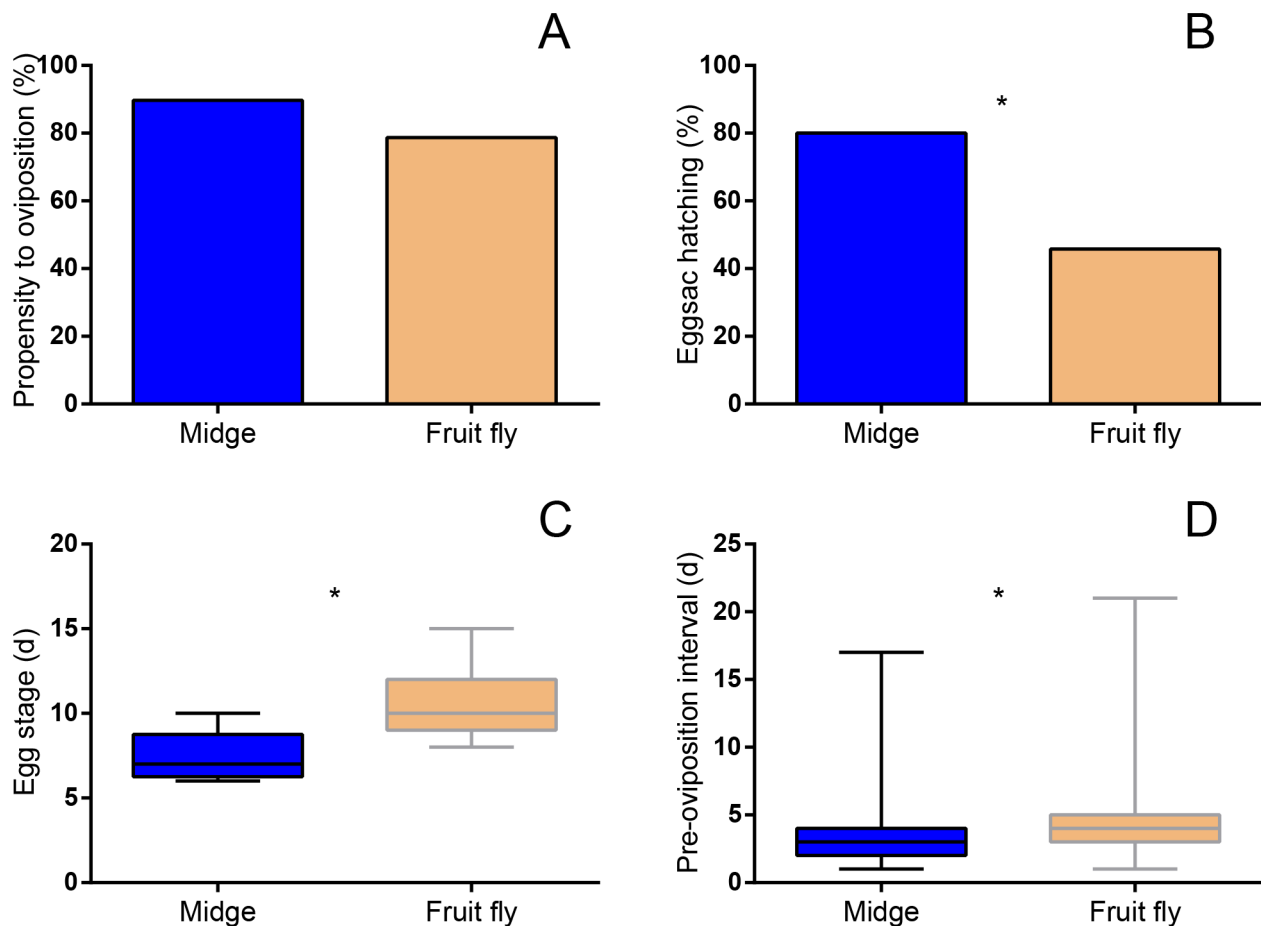 A
Propensity to oviposition (%)
100
80
60
40
20
0
Midge Fruit fly
B
Eggsac hatching (%)
100
*
80
60
40
20
0
Midge Fruit fly
C
Egg stage (d)
20
*
15
10
5
0
Midge Fruit fly
D
Pre-oviposition interval (d)
25
*
20
15
10
5
0
Midge Fruit fly